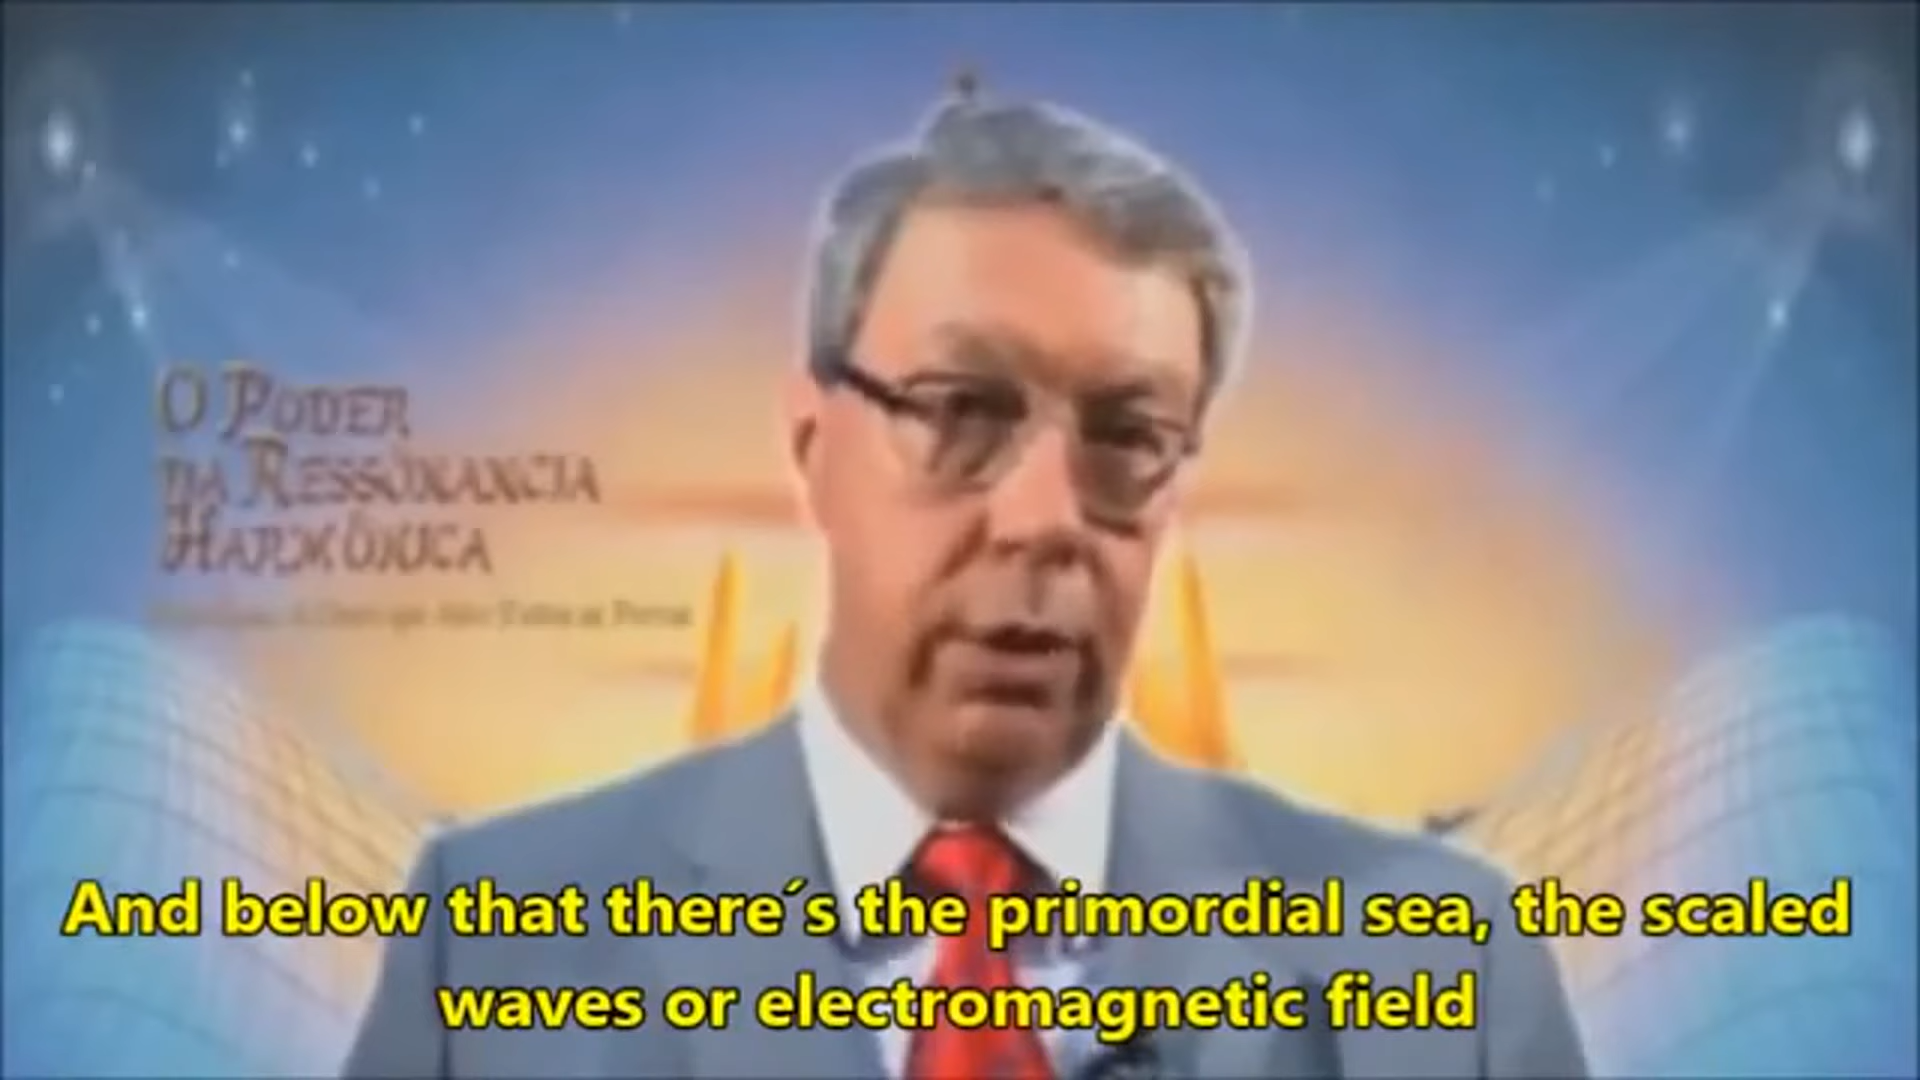 O PODER
DA RESSONANCIA
HARMÔNICA
And below that there´s the primordial sea, the scaled
waves or electromagnetic field